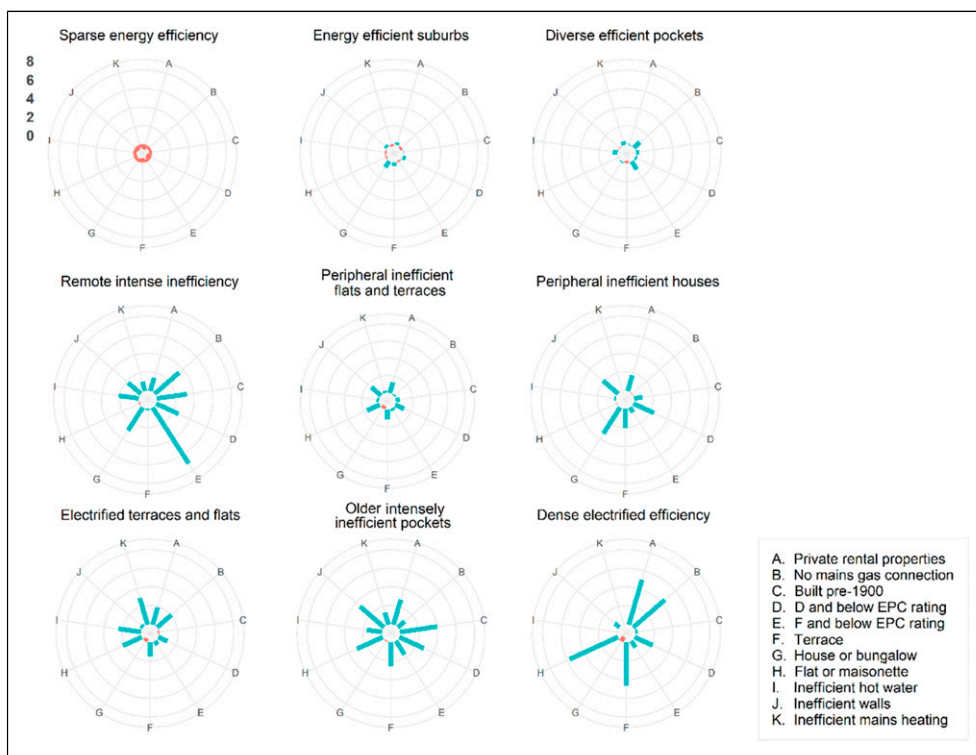 Sparse energy efficiency
Energy efficient suburbs
Diverse efficient pockets
8
6
4
2
0
K A
J B
I C
H D
G E
F
K A
J B
I C
H D
G E
F
K A
J B
I C
H D
G E
F
Remote intense inefficiency
Peripheral inefficient
flats and terraces
Peripheral inefficient houses
K A
J B
I C
H D
G E
F
K A
J B
I C
H D
G E
F
K A
J B
I C
H D
G E
F
Electrified terraces and flats
Older intensely
inefficient pockets
Dense electrified efficiency
K A
J B
I C
H D
G E
F
K A
J B
I C
H D
G E
F
K A
J B
I C
H D
G E
F
A. Private rental properties
B. No mains gas connection
C. Built pre-1900
D. D and below EPC rating
E. F and below EPC rating
F. Terrace
G. House or bungalow
H. Flat or maisonette
I. Inefficient hot water
J. Inefficient walls
K. Inefficient mains heating